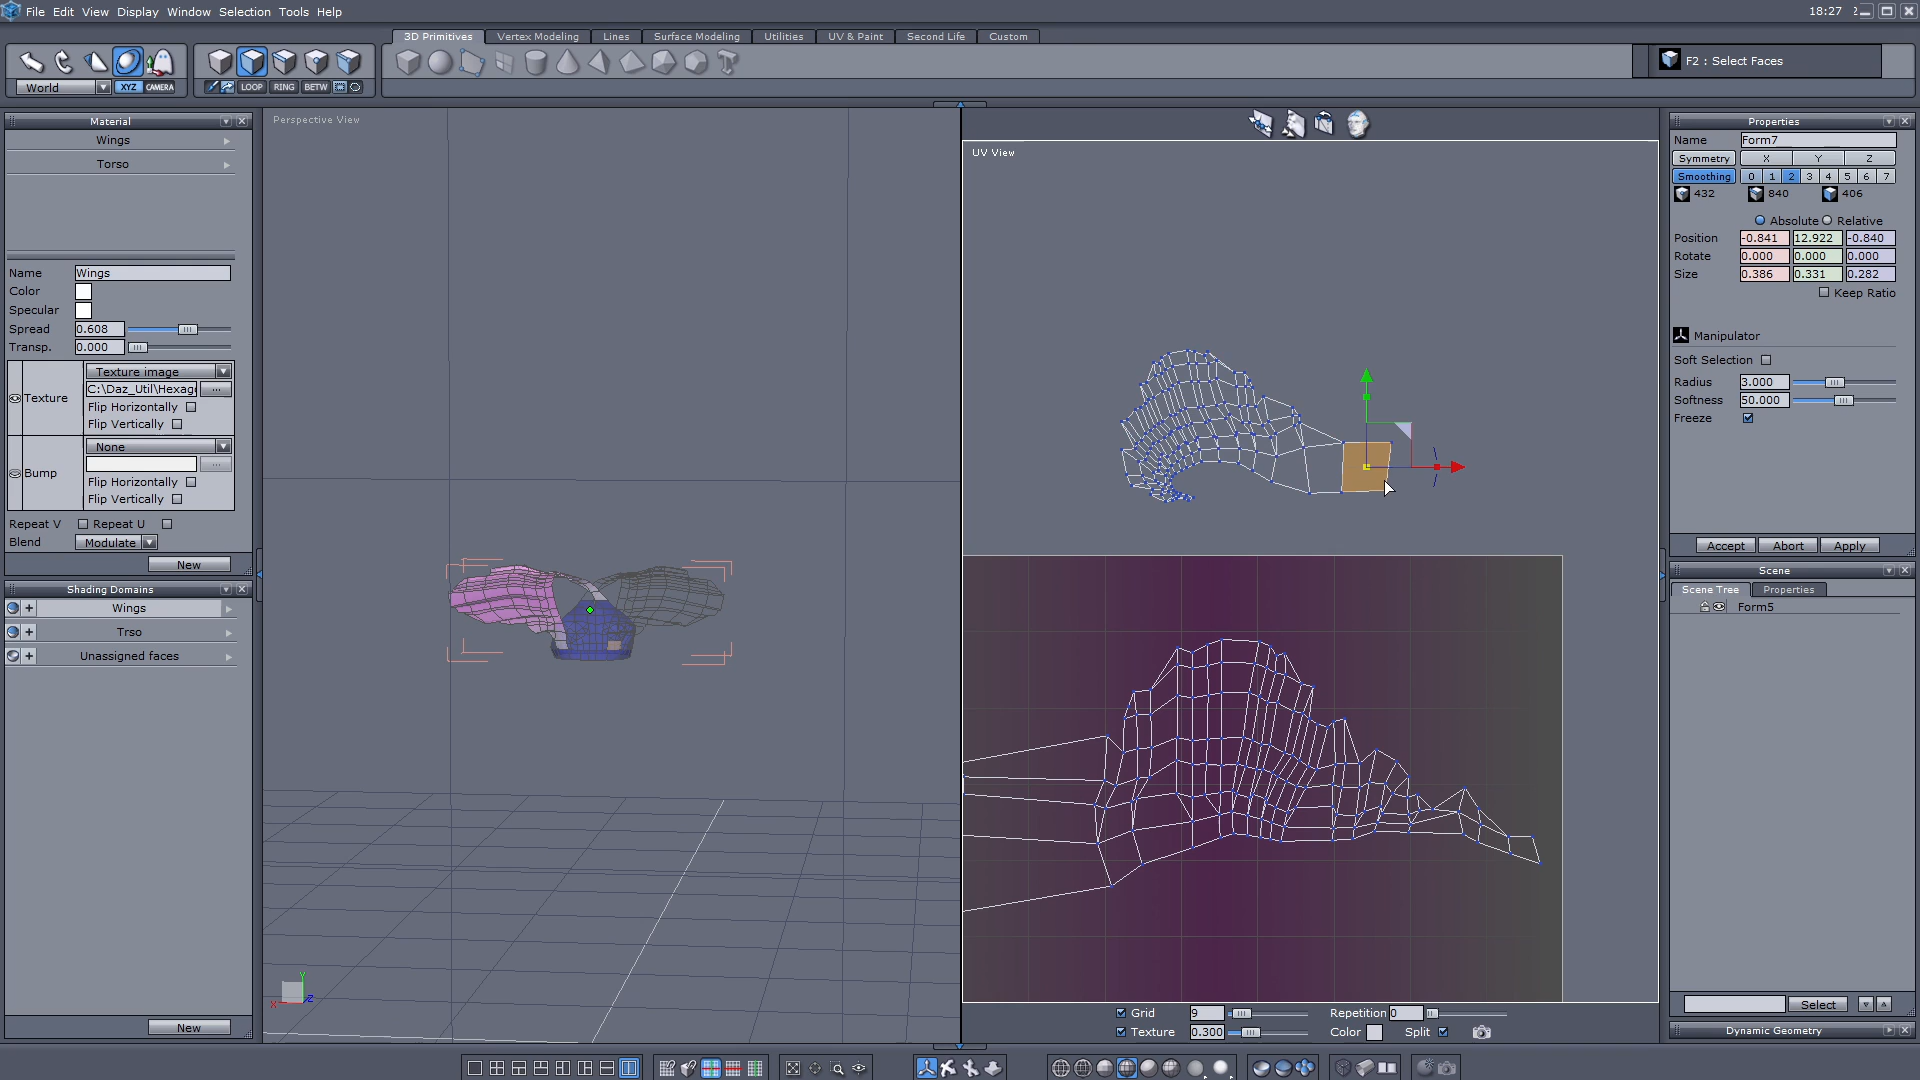 File Edit View Display Window Selection Tools Help
18:27
3D Primitives Vertex Modeling Lines Surface Modeling Utilities UV & Paint Second Life Custom
World XYZ CAMERA
LOOP RING BETW
F2 : Select Faces
Material
Wings
Torso
Name Wings
Color
Specular
Spread 0.608
Transp. 0.000
Texture
Texture image
C:\Daz_Util\Hexag
...
Flip Horizontally
Flip Vertically
Bump
None
...
Flip Horizontally
Flip Vertically
Repeat V Repeat U
Blend Modulate
New
Shading Domains
+ Wings
+ Trso
+ Unassigned faces
New
Perspective View
Y
X Z
UV View
Grid 9 Repetition 0
Texture 0.300 Color Split
Properties
Name Form7
Symmetry X Y Z
Smoothing 0 1 2 3 4 5 6 7
432 840 406
Absolute Relative
Position -0.841 12.922 -0.840
Rotate 0.000 0.000 0.000
Size 0.386 0.331 0.282
Keep Ratio
Manipulator
Soft Selection
Radius 3.000
Softness 50.000
Freeze
Accept Abort Apply
Scene
Scene Tree Properties
Form5
Select
Dynamic Geometry